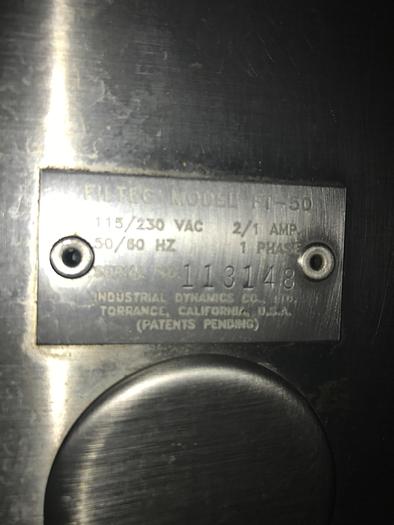 FILTEC MODEL FT-50
115/230 VAC 2/1 AMP.
50/60 HZ 1 PHASE
SERIAL NO. 113148
INDUSTRIAL DYNAMICS CO., LTD.
TORRANCE, CALIFORNIA, U.S.A.
(PATENTS PENDING)